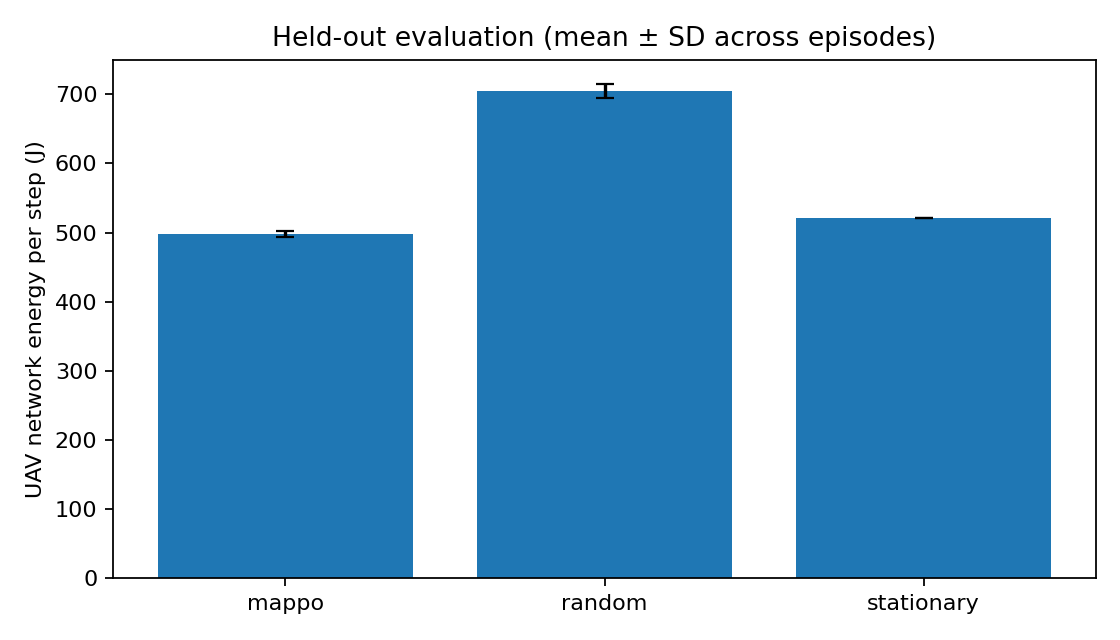 Held-out evaluation (mean ± SD across episodes)
UAV network energy per step (J)
700
600
500
400
300
200
100
0
mappo
random
stationary